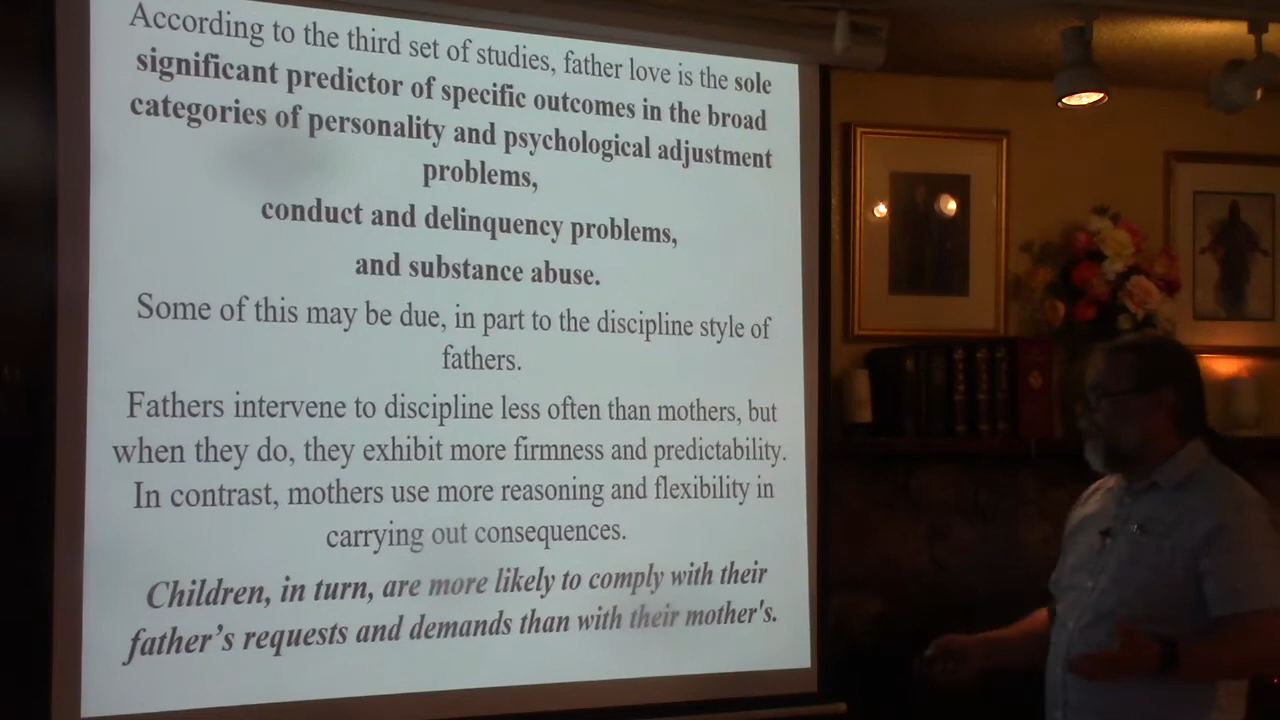 According to the third set of studies, father love is the sole
significant predictor of specific outcomes in the broad
categories of personality and psychological adjustment
problems,
conduct and delinquency problems,
and substance abuse.
Some of this may be due, in part to the discipline style of
fathers.
Fathers intervene to discipline less often than mothers, but
when they do, they exhibit more firmness and predictability.
In contrast, mothers use more reasoning and flexibility in
carrying out consequences.
Children, in turn, are more likely to comply with their
father’s requests and demands than with their mother's.